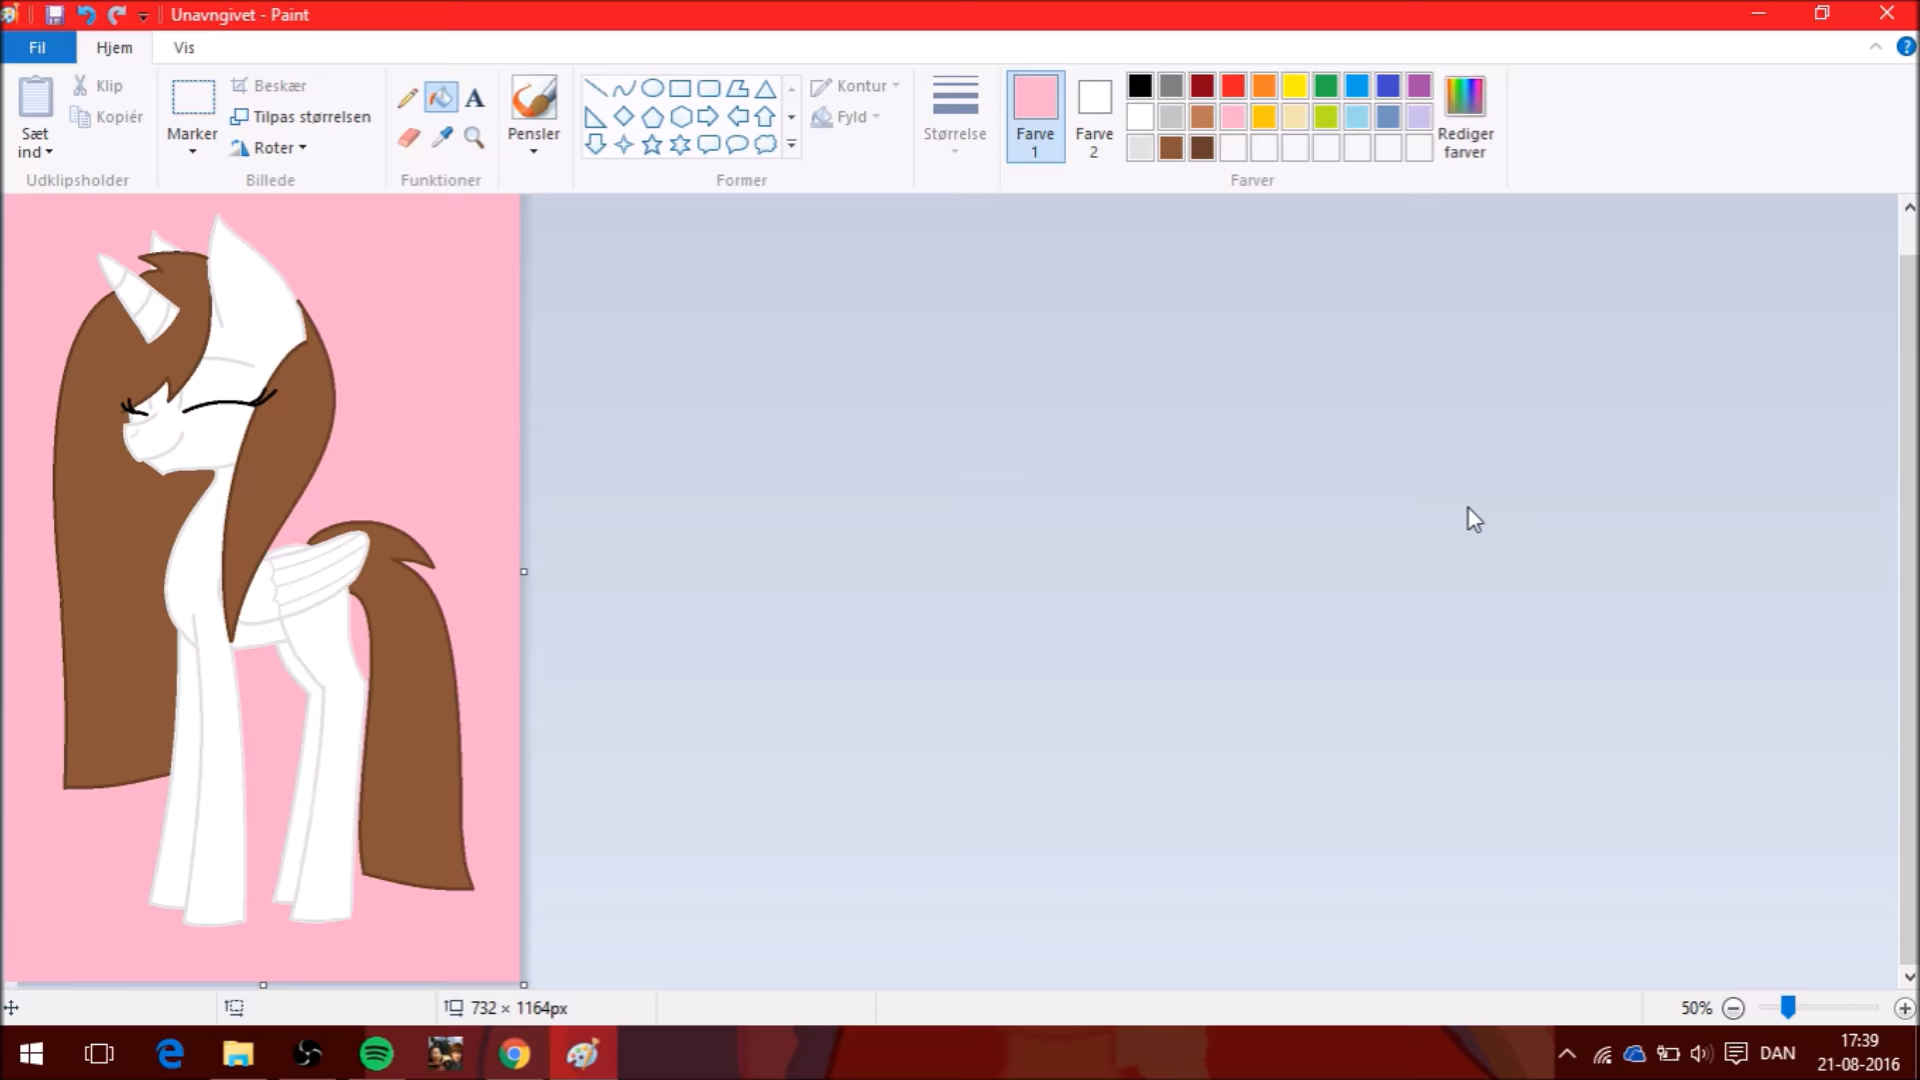 Unavngivet - Paint
Fil Hjem Vis
Sæt ind
Klip
Kopiér
Udklipsholder
Marker
Beskær
Tilpas størrelsen
Roter
Billede
A
Funktioner
Pensler
Former
Kontur
Fyld
Størrelse
Farve 1
Farve 2
Rediger farver
Farver
732 × 1164px
50%
DAN
17:39
21-08-2016